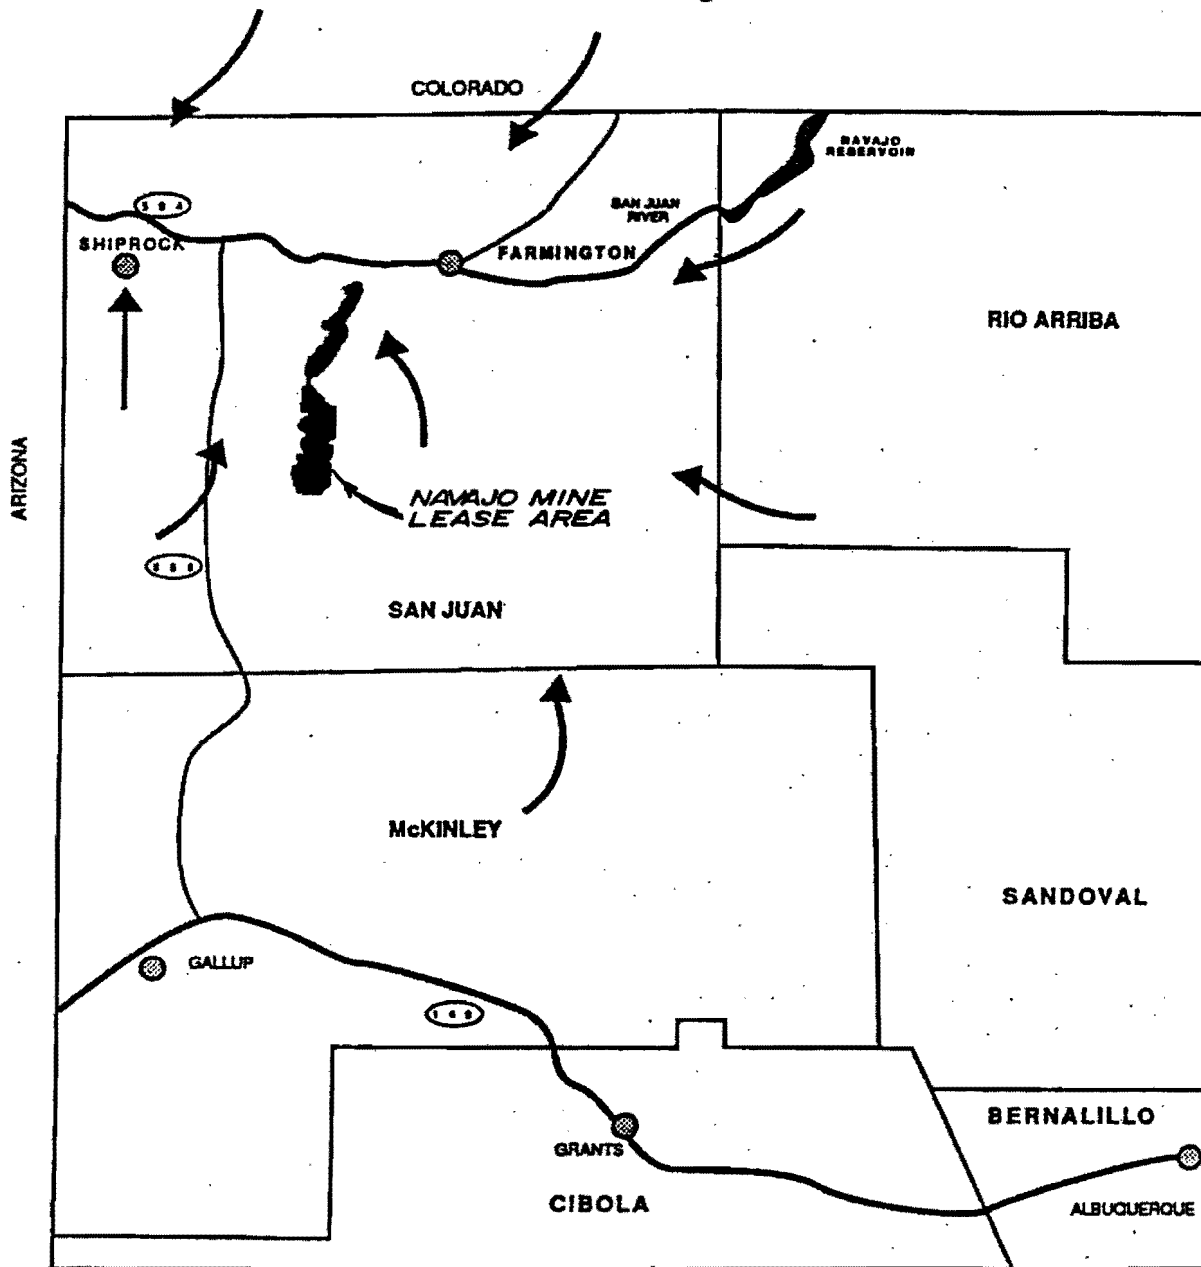 COLORADO
NAVAJO
RESERVOIR
SAN JUAN
RIVER
SHIPROCK
FARMINGTON
RIO ARRIBA
ARIZONA
NAVAJO MINE
LEASE AREA
SAN JUAN
McKINLEY
SANDOVAL
GALLUP
BERNALILLO
GRANTS
CIBOLA
ALBUQUERQUE